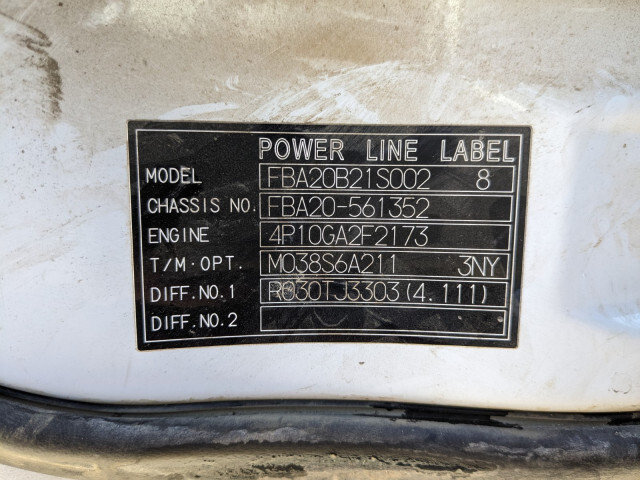 POWER LINE LABEL
MODEL FBA20B21S002 8
CHASSIS NO. FBA20-561352
ENGINE 4P10GA2F2173
T/M·OPT. M038S6A211 3NY
DIFF.NO.1 R030TJ3303(4.111)
DIFF.NO.2